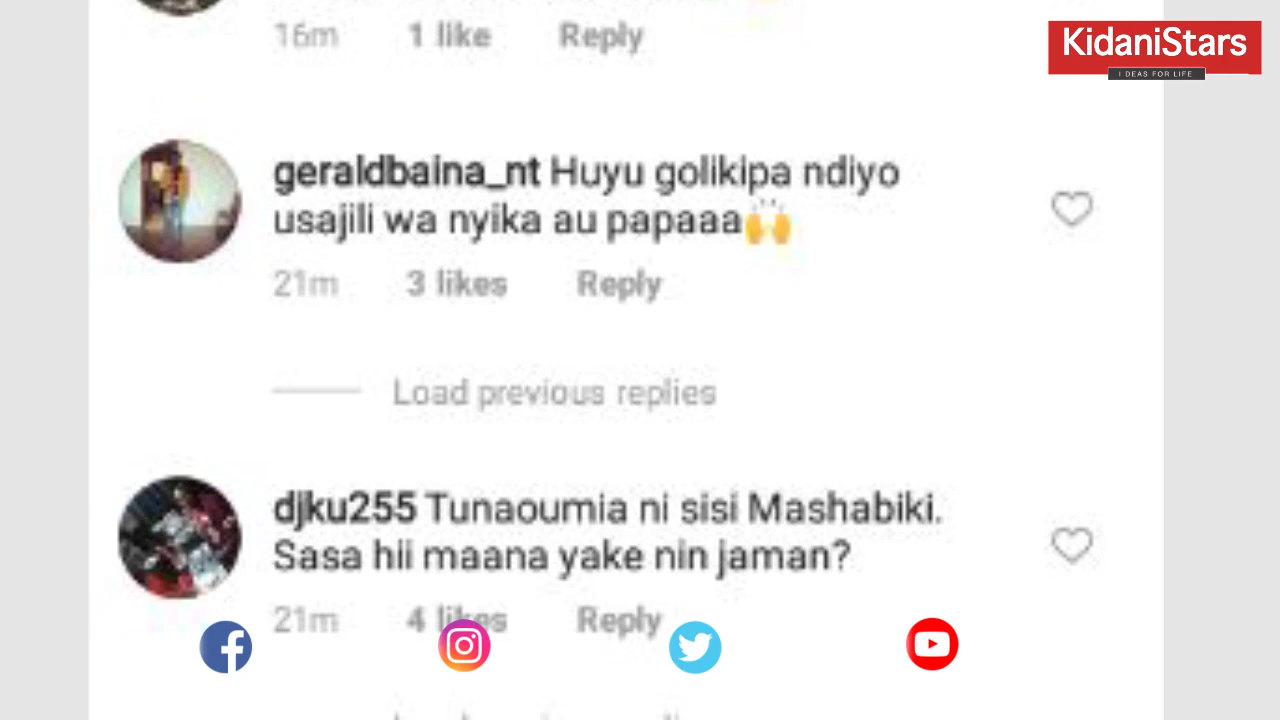 16m 1 like Reply
KidaniStars
IDEAS FOR LIFE
geraldbaina_nt Huyu golikipa ndiyo
usajili wa nyika au papaaa🙌
21m 3 likes Reply
Load previous replies
djku255 Tunaoumia ni sisi Mashabiki.
Sasa hii maana yake nin jaman?
21m 4 likes Reply